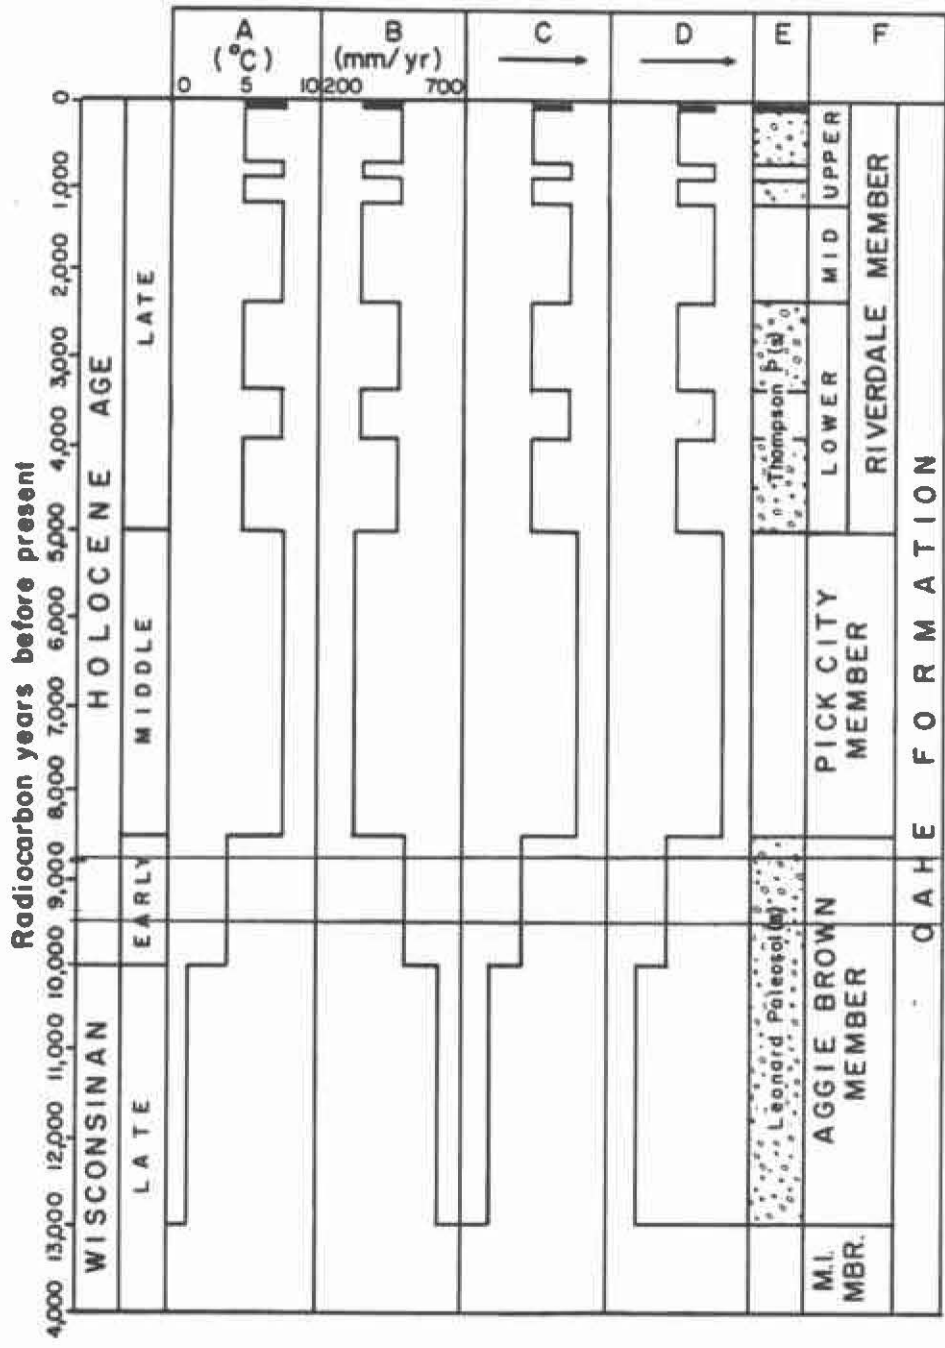 A
B
C
D
E
F
(°C)
(mm/yr)
0 5 10
200 700
Radiocarbon years before present
0
1,000
2,000
3,000
4,000
5,000
6,000
7,000
8,000
9,000
10,000
11,000
12,000
13,000
4,000
HOLOCENE AGE
WISCONSINAN
LATE
MIDDLE
EARLY
LATE
Thompson P(s)
Leonard Paleosol(s)
UPPER
MID
LOWER
RIVERDALE MEMBER
PICK CITY
MEMBER
AGGIE BROWN
MEMBER
M.I.
MBR.
OAHE FORMATION